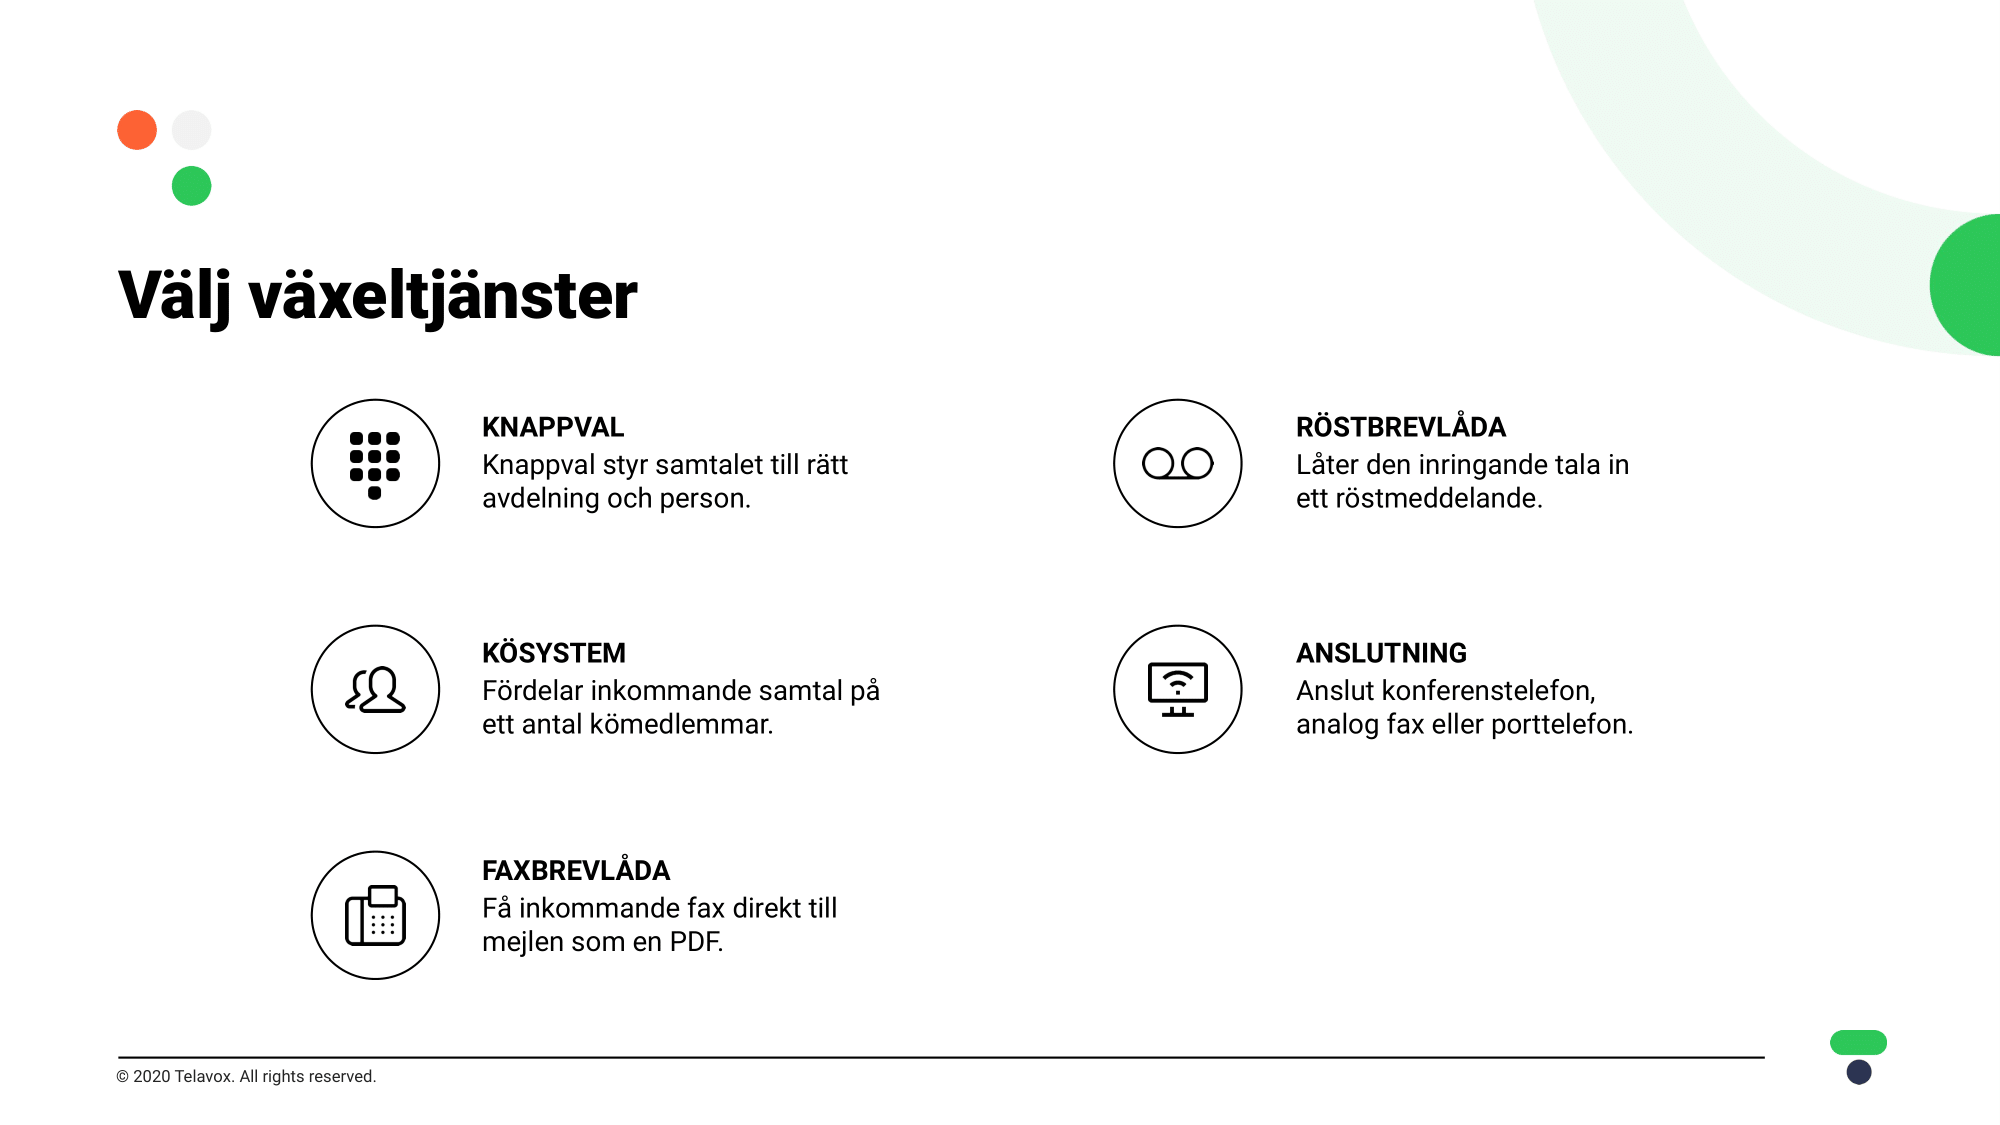 Välj växeltjänster
KNAPPVAL
Knappval styr samtalet till rätt
avdelning och person.
RÖSTBREVLÅDA
Låter den inringande tala in
ett röstmeddelande.
KÖSYSTEM
Fördelar inkommande samtal på
ett antal kömedlemmar.
ANSLUTNING
Anslut konferenstelefon,
analog fax eller porttelefon.
FAXBREVLÅDA
Få inkommande fax direkt till
mejlen som en PDF.
© 2020 Telavox. All rights reserved.